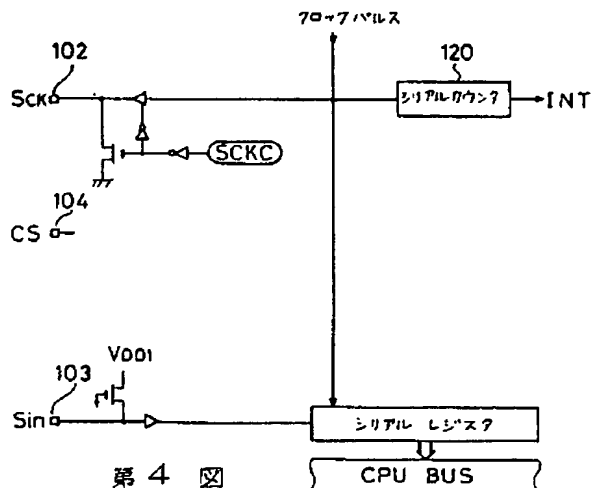 クロックパルス
102
120
SCK
シリアルカウンタ
INT
SCKC
104
CS
VDD1
103
Sin
シリアル レジスタ
第 4 図
CPU BUS